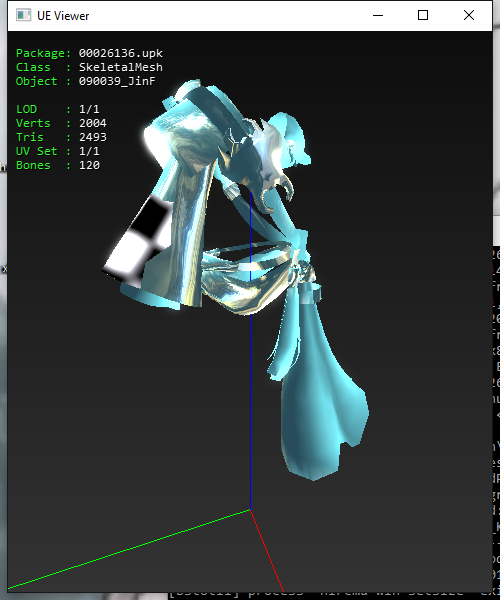 UE Viewer
Package: 00026136.upk
Class : SkeletalMesh
Object : 090039_JinF
LOD : 1/1
Verts : 2004
Tris : 2493
UV Set : 1/1
Bones : 120